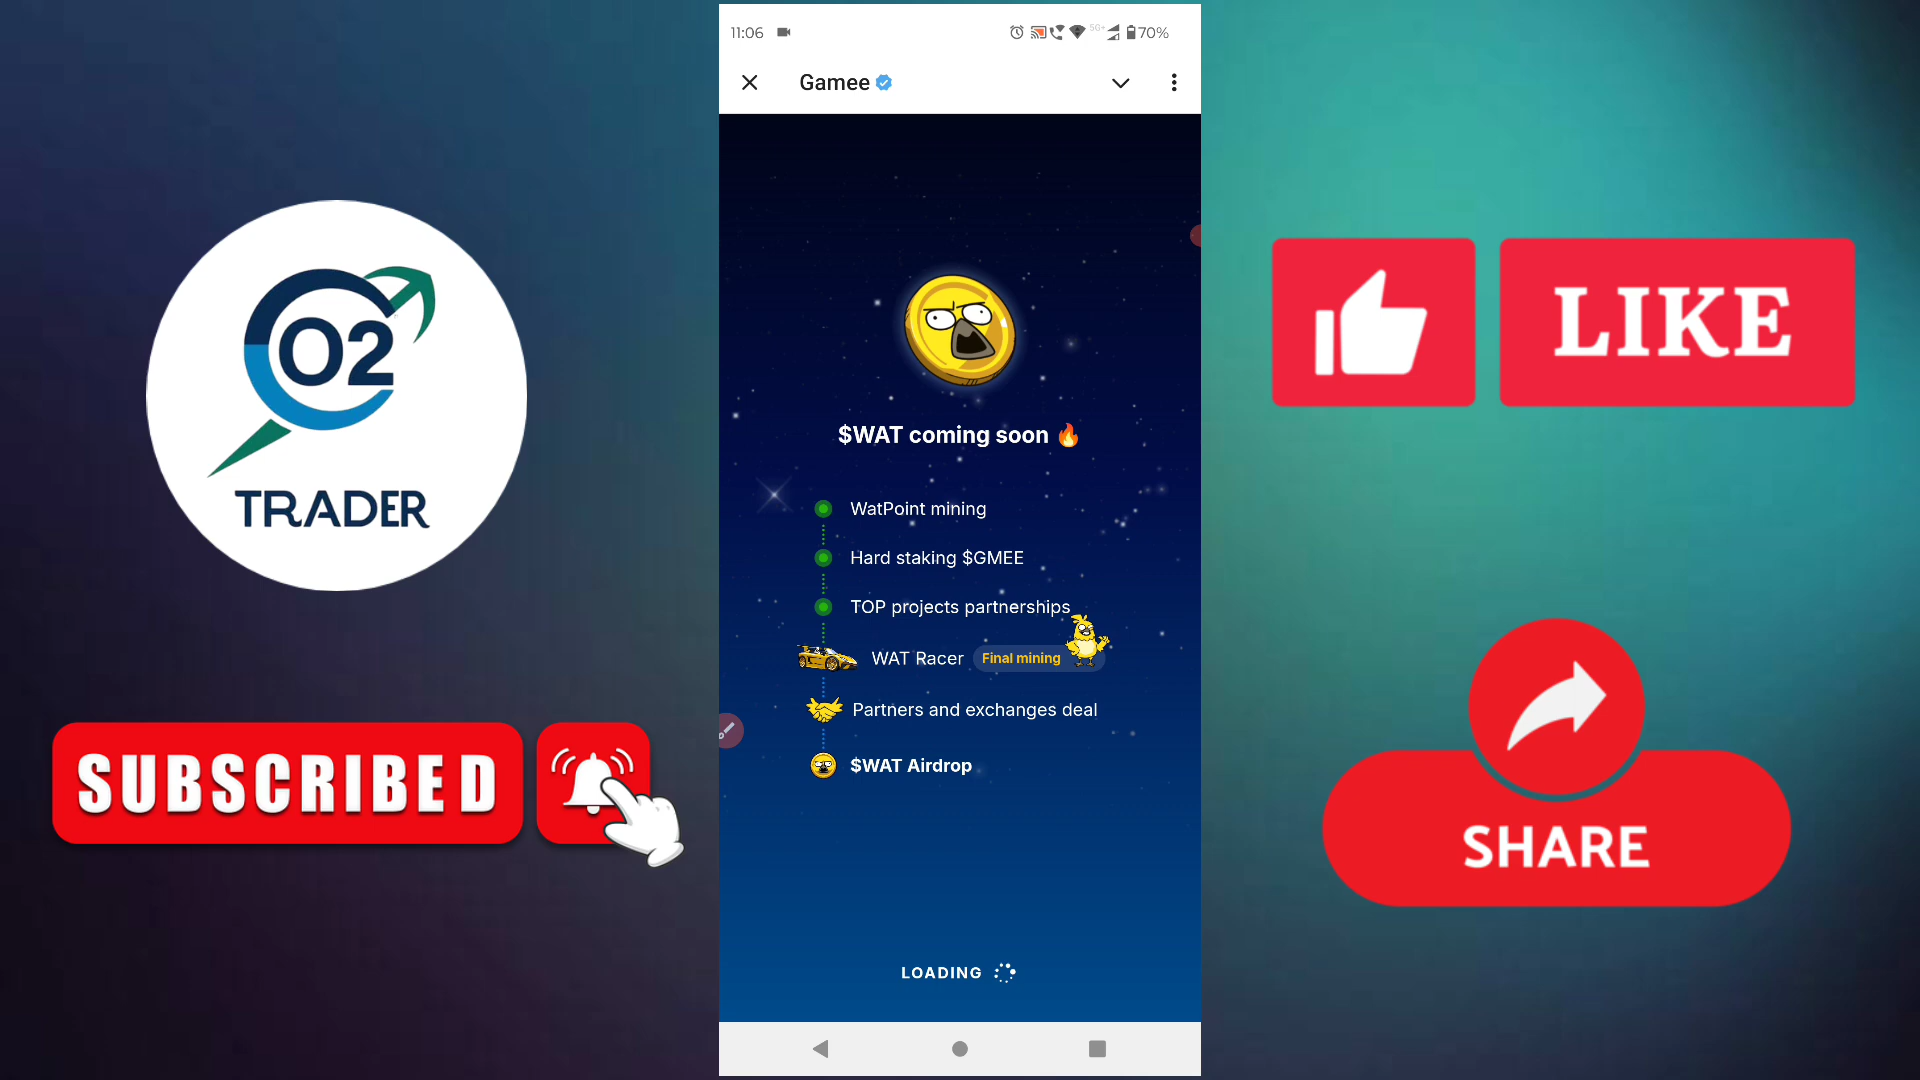 O2
TRADER
SUBSCRIBED
11:06
5G+
70%
Gamee
$WAT coming soon 🔥
WatPoint mining
Hard staking $GMEE
TOP projects partnerships
WAT Racer Final mining
Partners and exchanges deal
$WAT Airdrop
LOADING
LIKE
SHARE